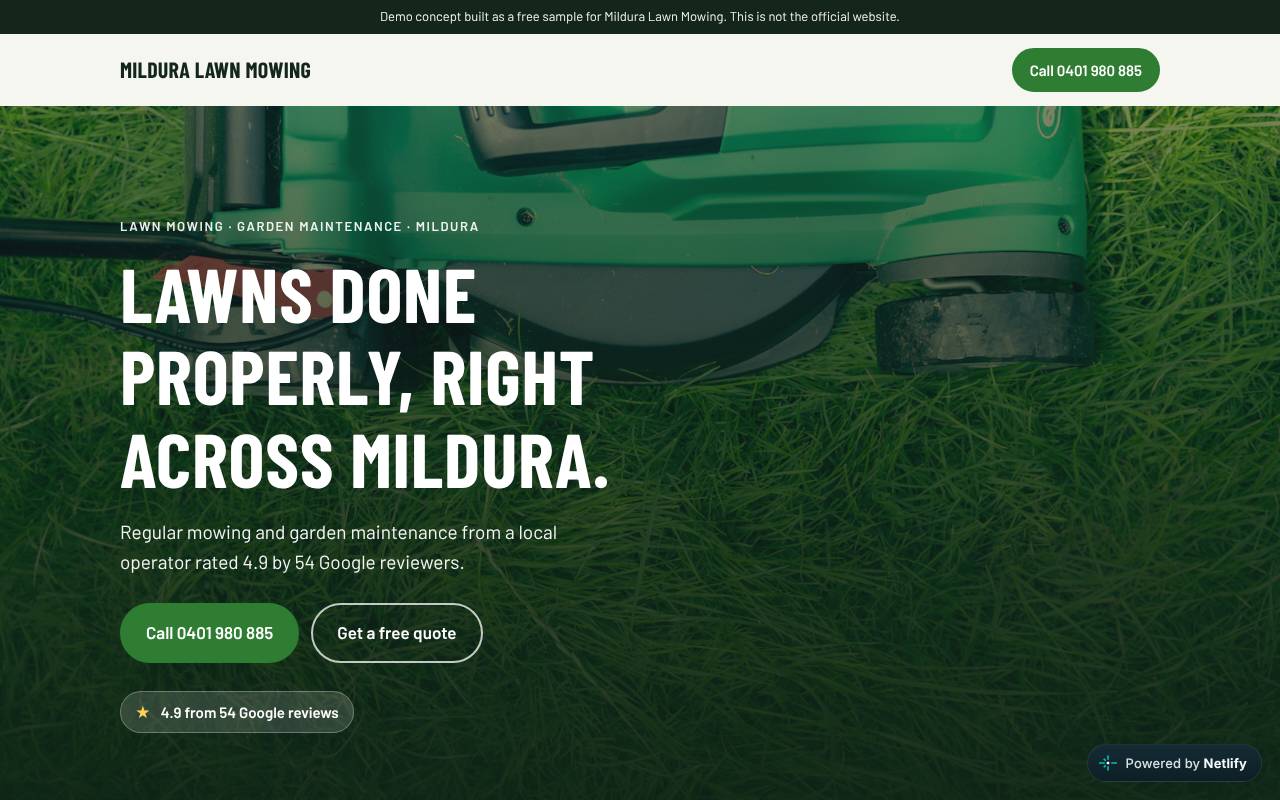 Demo concept built as a free sample for Mildura Lawn Mowing. This is not the official website.
MILDURA LAWN MOWING
Call 0401 980 885
LAWN MOWING · GARDEN MAINTENANCE · MILDURA
LAWNS DONE
PROPERLY, RIGHT
ACROSS MILDURA.
Regular mowing and garden maintenance from a local
operator rated 4.9 by 54 Google reviewers.
Call 0401 980 885
Get a free quote
★ 4.9 from 54 Google reviews
Powered by Netlify